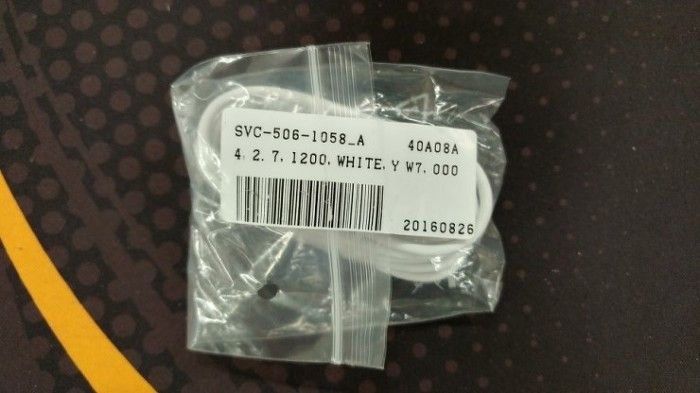 SVC-506-1058_A 40A08A
4. 2. 7. 1200. WHITE. Y W7. 000
20160826